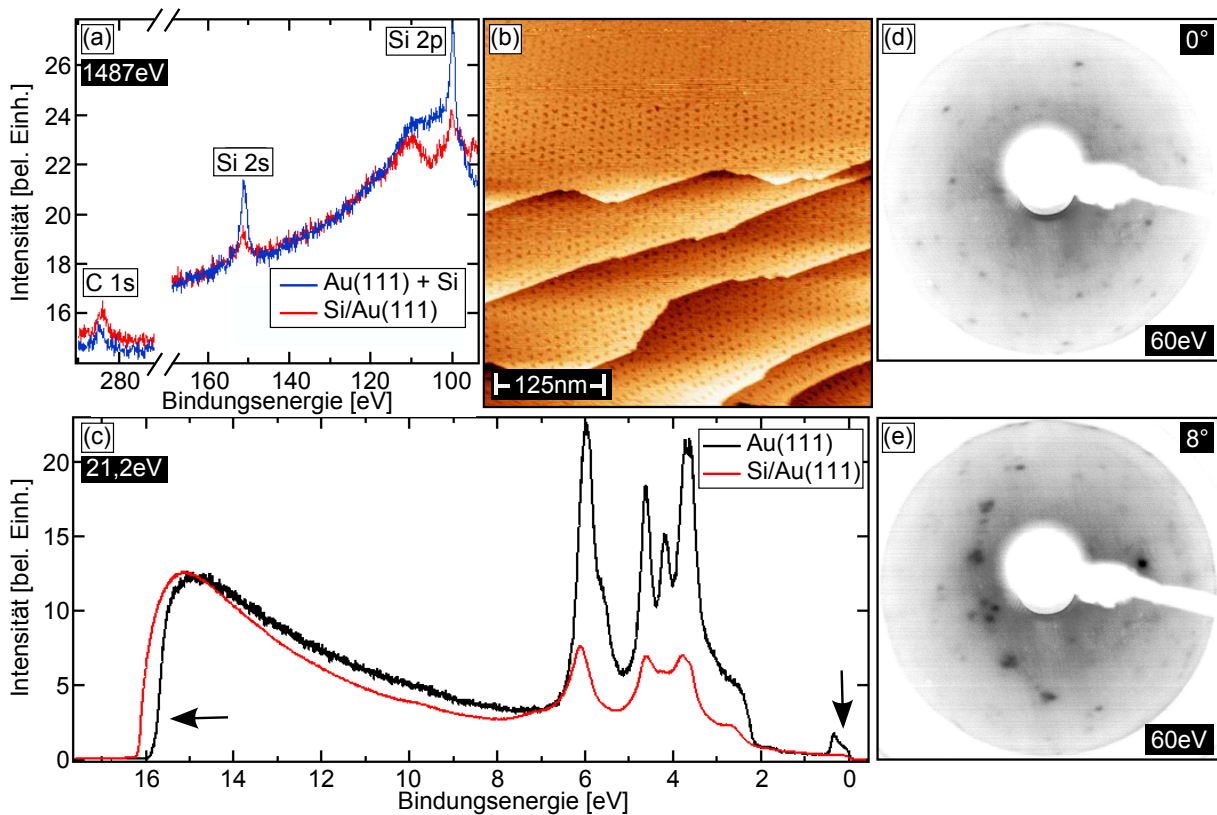 (a)
1487eV
Si 2p
Si 2s
C 1s
Intensität [bel. Einh.]
26
24
22
20
18
16
Au(111) + Si
Si/Au(111)
280
160
140
120
100
Bindungsenergie [eV]
(b)
125nm
(d)
0°
60eV
(c)
21,2eV
Intensität [bel. Einh.]
20
15
10
5
0
Au(111)
Si/Au(111)
16
14
12
10
8
6
4
2
0
Bindungsenergie [eV]
(e)
8°
60eV